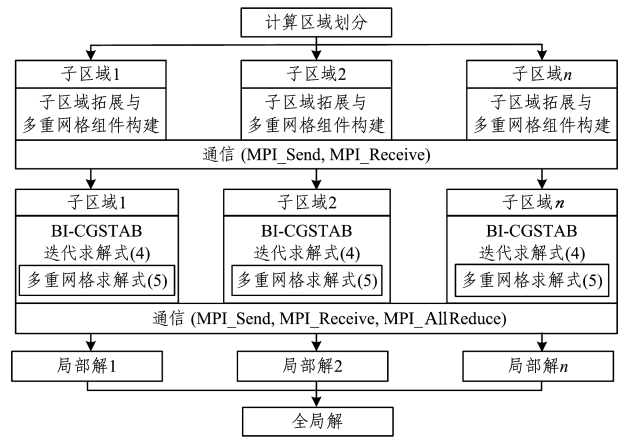 计算区域划分
子区域1 子区域2 子区域n
子区域拓展与 子区域拓展与 子区域拓展与
多重网格组件构建 多重网格组件构建 多重网格组件构建
通信 (MPI_Send, MPI_Receive)
子区域1 子区域2 子区域n
BI-CGSTAB BI-CGSTAB BI-CGSTAB
迭代求解式(4) 迭代求解式(4) 迭代求解式(4)
多重网格求解式(5) 多重网格求解式(5) 多重网格求解式(5)
通信 (MPI_Send, MPI_Receive, MPI_AllReduce)
局部解1 局部解2 局部解n
全局解